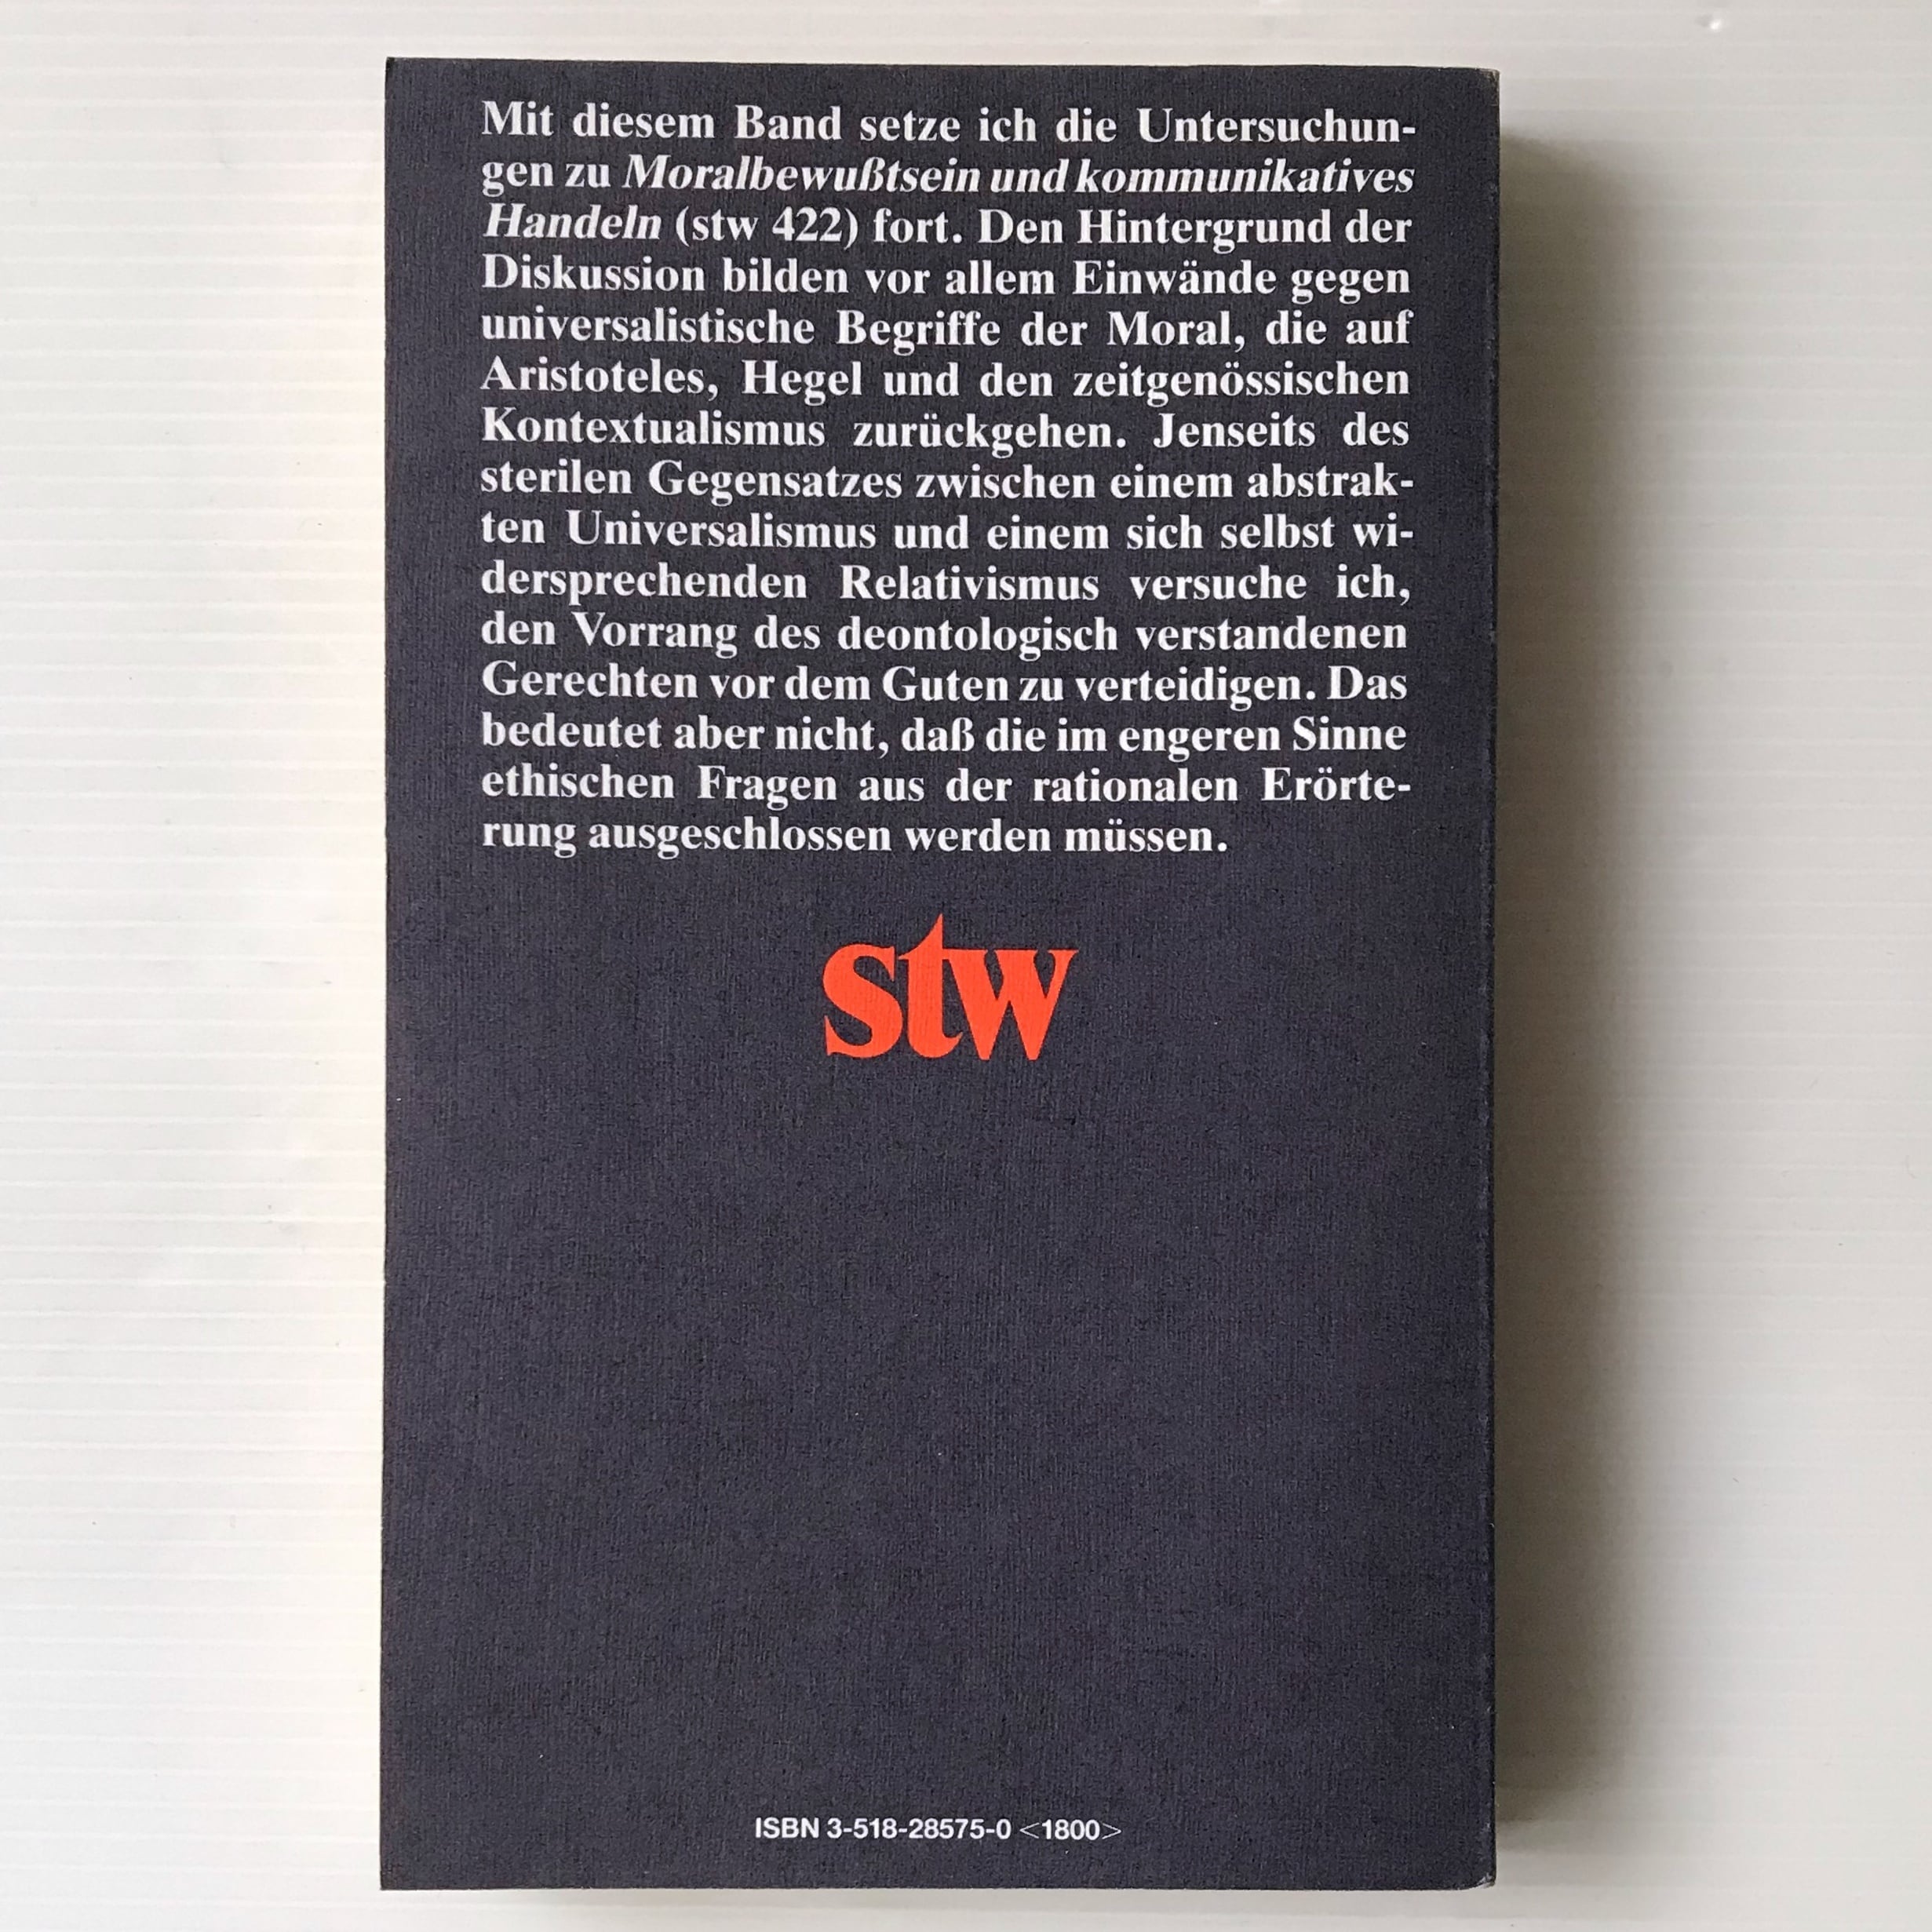 Mit diesem Band setze ich die Untersuchun-
gen zu Moralbewußtsein und kommunikatives
Handeln (stw 422) fort. Den Hintergrund der
Diskussion bilden vor allem Einwände gegen
universalistische Begriffe der Moral, die auf
Aristoteles, Hegel und den zeitgenössischen
Kontextualismus zurückgehen. Jenseits des
sterilen Gegensatzes zwischen einem abstrak-
ten Universalismus und einem sich selbst wi-
dersprechenden Relativismus versuche ich,
den Vorrang des deontologisch verstandenen
Gerechten vor dem Guten zu verteidigen. Das
bedeutet aber nicht, daß die im engeren Sinne
ethischen Fragen aus der rationalen Erörte-
rung ausgeschlossen werden müssen.
stw
ISBN 3-518-28575-0 <1800>